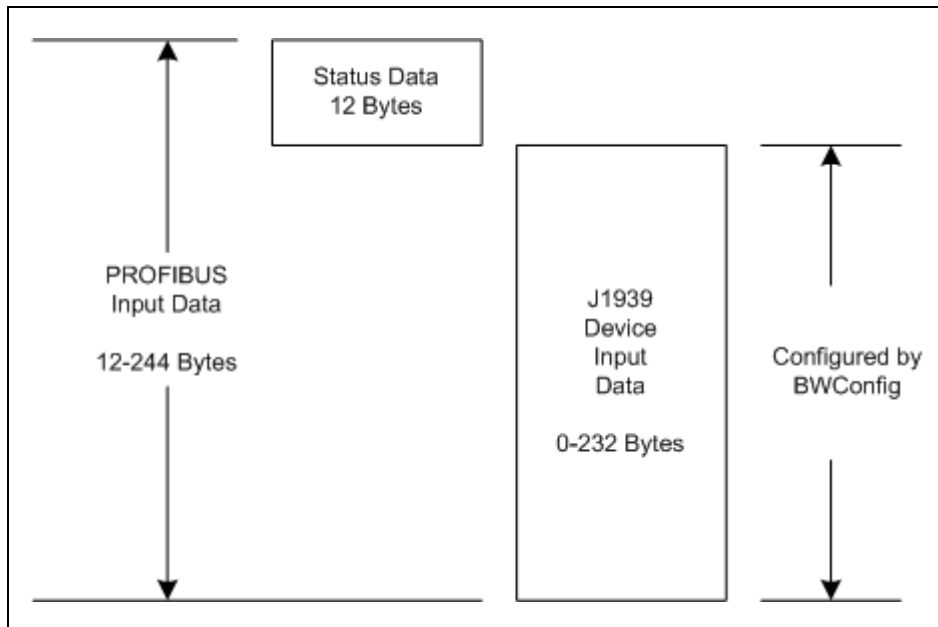 Status Data
12 Bytes
PROFIBUS
Input Data
12-244 Bytes
J1939
Device
Input
Data
0-232 Bytes
Configured by
BWConfig